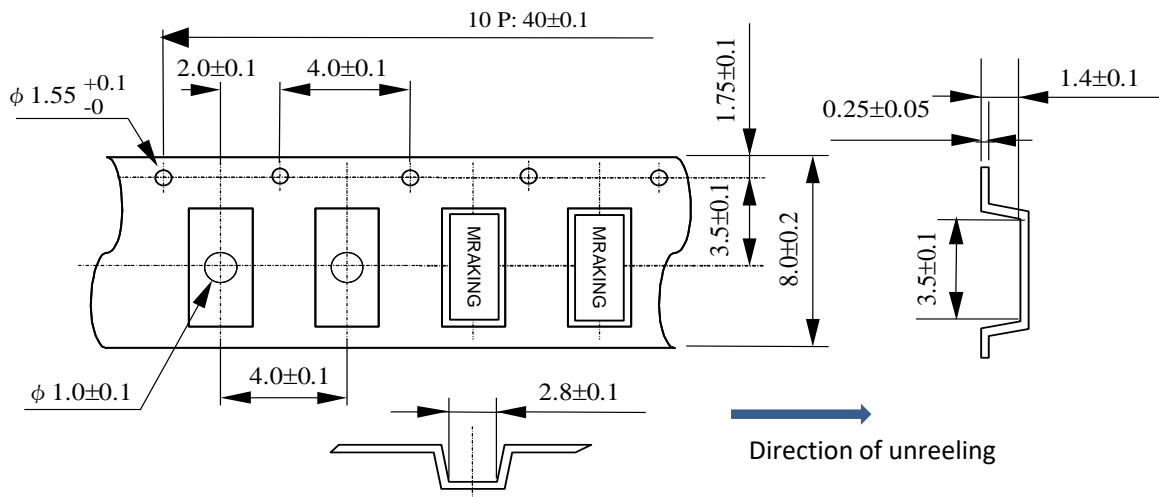 10 P: 40±0.1
2.0±0.1
4.0±0.1
1.75±0.1
1.4±0.1
ϕ 1.55 +0.1 -0
0.25±0.05
3.5±0.1
8.0±0.2
3.5±0.1
MRAKING
MRAKING
ϕ 1.0±0.1
4.0±0.1
2.8±0.1
Direction of unreeling